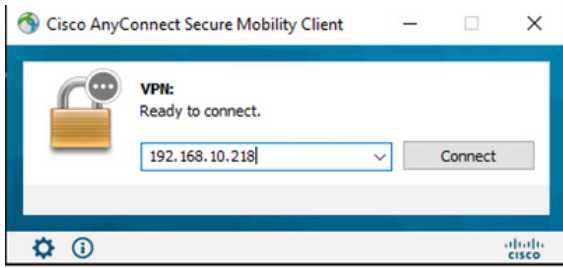 Cisco AnyConnect Secure Mobility Client
VPN:
Ready to connect.
192.168.10.218
Connect
CISCO